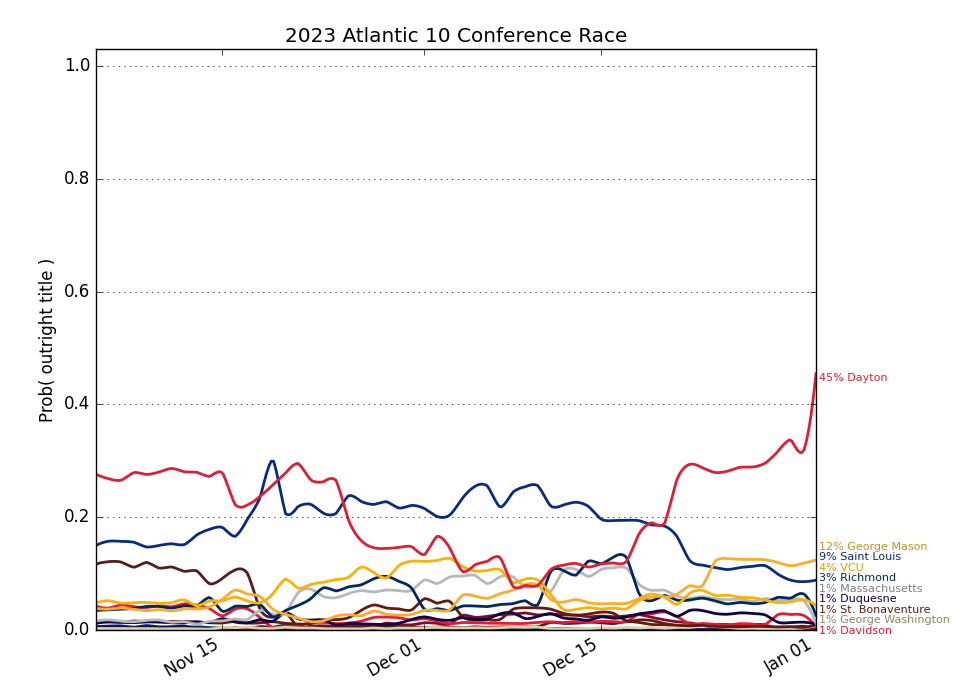 2023 Atlantic 10 Conference Race
Prob( outright title )
1.0
0.8
0.6
0.4
0.2
0.0
Nov 15
Dec 01
Dec 15
Jan 01
45% Dayton
12% George Mason
9% Saint Louis
4% VCU
3% Richmond
1% Massachusetts
1% Duquesne
1% St. Bonaventure
1% George Washington
1% Davidson